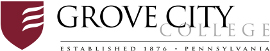 GROVE CITY
COLLEGE
ESTABLISHED 1876 • PENNSYLVANIA